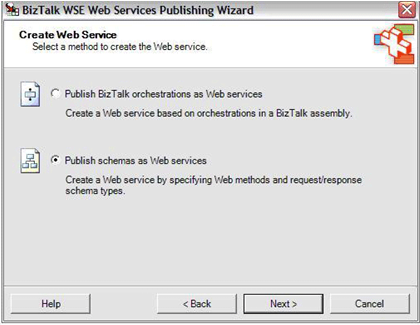 BizTalk WSE Web Services Publishing Wizard
Create Web Service
Select a method to create the Web service.
Publish BizTalk orchestrations as Web services
Create a Web service based on orchestrations in a BizTalk assembly.
Publish schemas as Web services
Create a Web service by specifying Web methods and request/response
schema types.
Help
< Back
Next >
Cancel